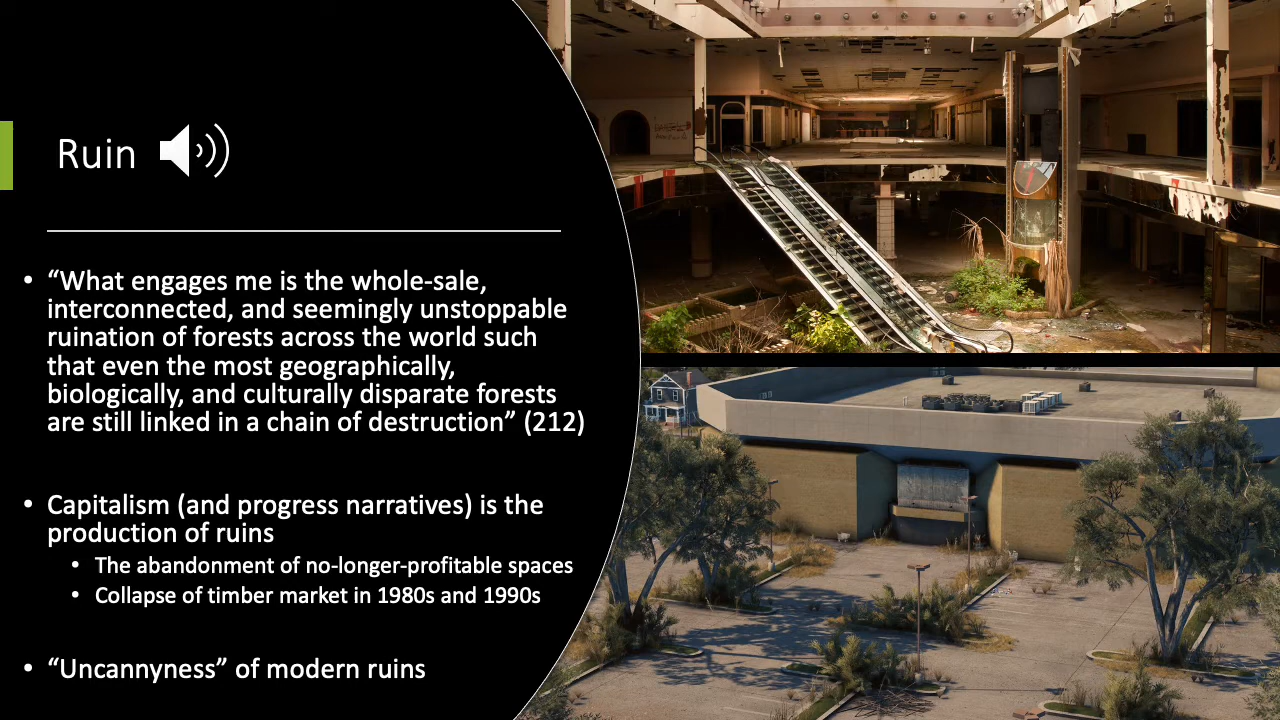 Ruin
• “What engages me is the whole-sale,
interconnected, and seemingly unstoppable
ruination of forests across the world such
that even the most geographically,
biologically, and culturally disparate forests
are still linked in a chain of destruction” (212)
• Capitalism (and progress narratives) is the
production of ruins
• The abandonment of no-longer-profitable spaces
• Collapse of timber market in 1980s and 1990s
• “Uncannyness” of modern ruins